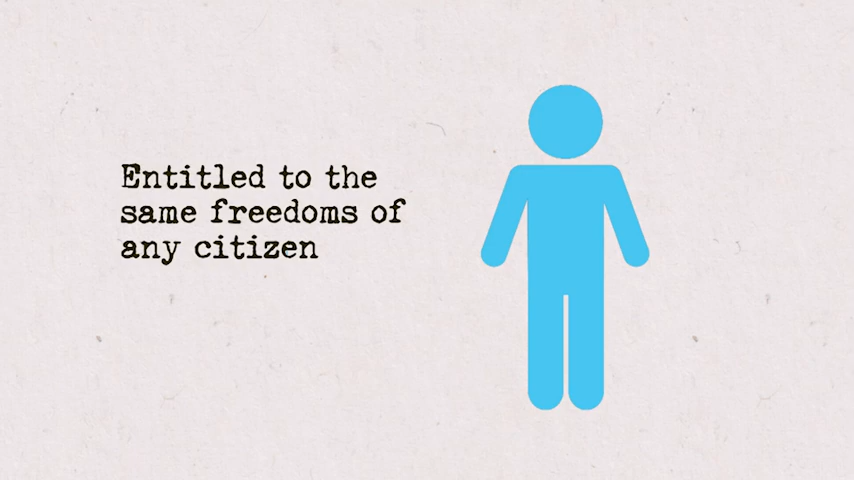 Entitled to the
same freedoms of
any citizen